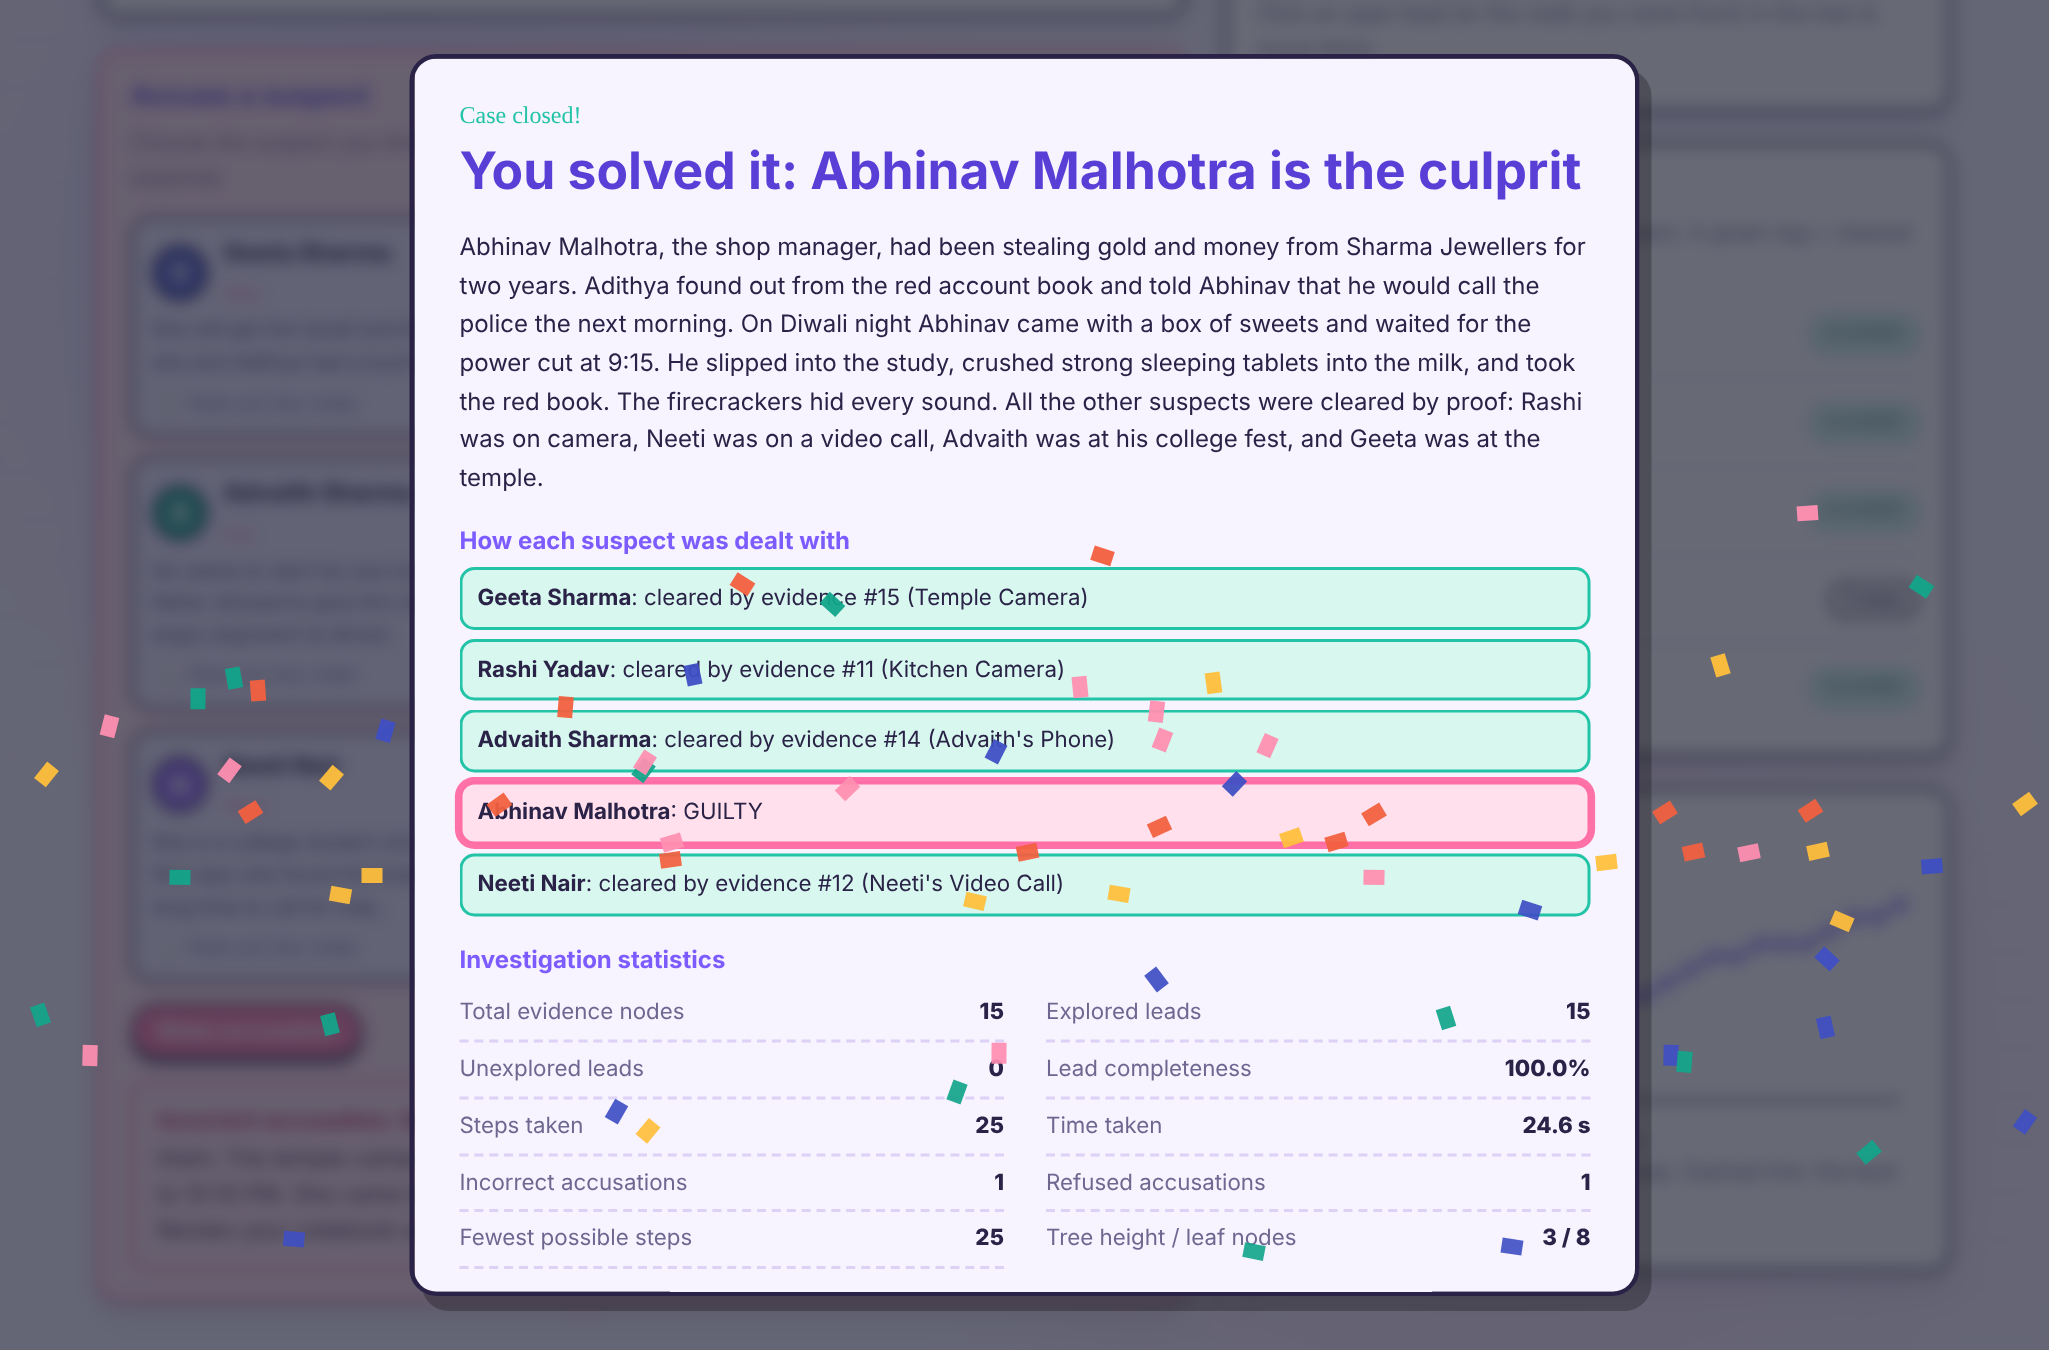 Case closed!
You solved it: Abhinav Malhotra is the culprit
Abhinav Malhotra, the shop manager, had been stealing gold and money from Sharma Jewellers for
two years. Adithya found out from the red account book and told Abhinav that he would call the
police the next morning. On Diwali night Abhinav came with a box of sweets and waited for the
power cut at 9:15. He slipped into the study, crushed strong sleeping tablets into the milk, and took
the red book. The firecrackers hid every sound. All the other suspects were cleared by proof: Rashi
was on camera, Neeti was on a video call, Advaith was at his college fest, and Geeta was at the
temple.
How each suspect was dealt with
Geeta Sharma: cleared by evidence #15 (Temple Camera)
Rashi Yadav: cleared by evidence #11 (Kitchen Camera)
Advaith Sharma: cleared by evidence #14 (Advaith's Phone)
Abhinav Malhotra: GUILTY
Neeti Nair: cleared by evidence #12 (Neeti's Video Call)
Investigation statistics
Total evidence nodes 15 Explored leads 15
Unexplored leads 0 Lead completeness 100.0%
Steps taken 25 Time taken 24.6 s
Incorrect accusations 1 Refused accusations 1
Fewest possible steps 25 Tree height / leaf nodes 3 / 8
Accuse a suspect
Geeta Sharma
Advaith Sharma